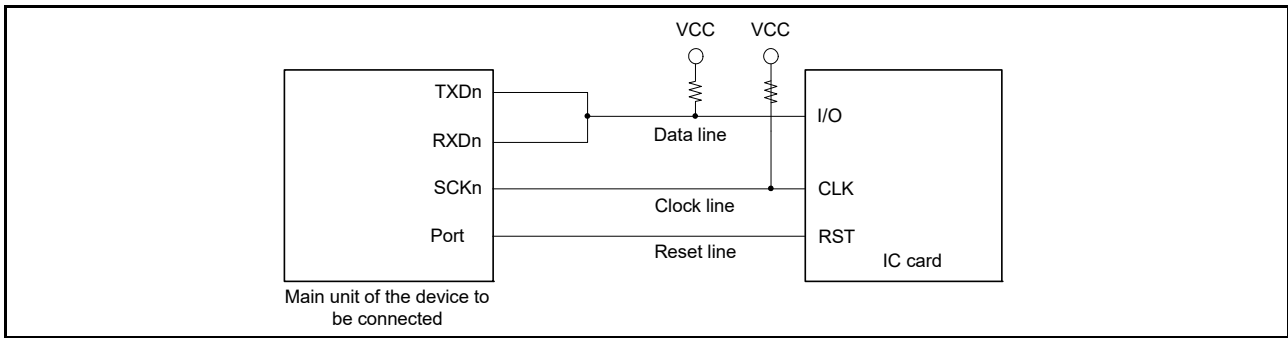 VCC VCC
TXDn
I/O
Data line
RXDn
SCKn
CLK
Clock line
Port
RST
Reset line
IC card
Main unit of the device to
be connected